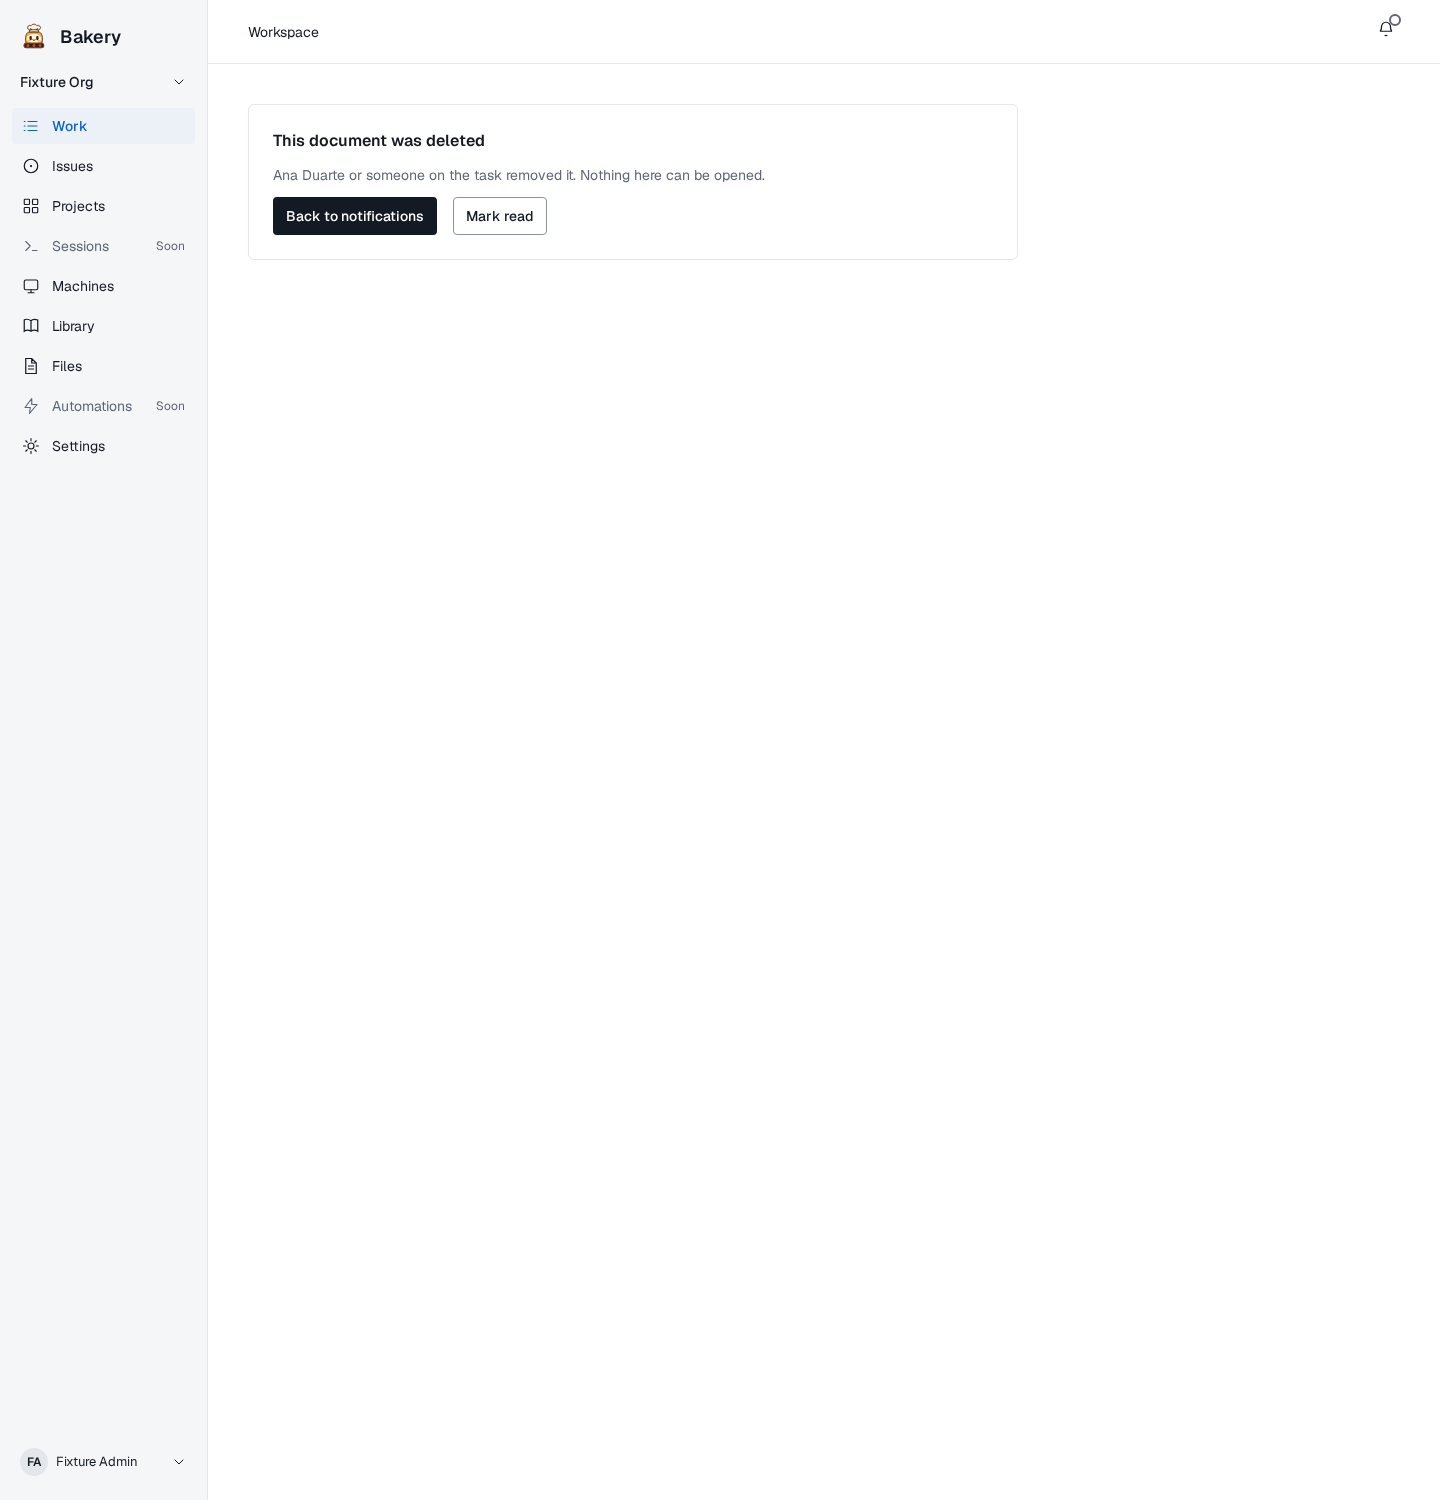 Bakery
Fixture Org
Work
Issues
Projects
Sessions Soon
Machines
Library
Files
Automations Soon
Settings
FA Fixture Admin
Workspace
This document was deleted
Ana Duarte or someone on the task removed it. Nothing here can be opened.
Back to notifications Mark read